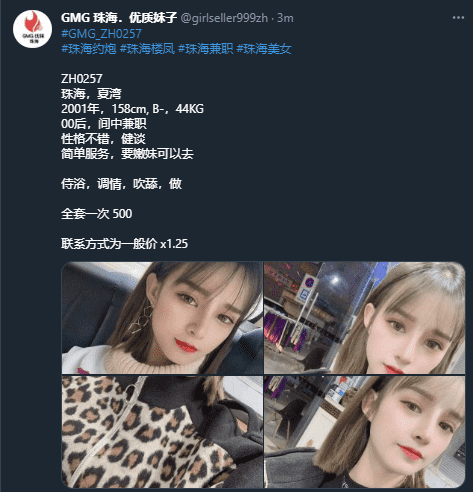 GMG 珠海．优质妹子 @girlseller999zh · 3m
#GMG_ZH0257
#珠海约炮 #珠海楼凤 #珠海兼职 #珠海美女
ZH0257
珠海，夏湾
2001年，158cm, B-，44KG
00后，间中兼职
性格不错，健谈
简单服务，要嫩妹可以去
侍浴，调情，吹舔，做
全套一次 500
联系方式为一般价 x1.25